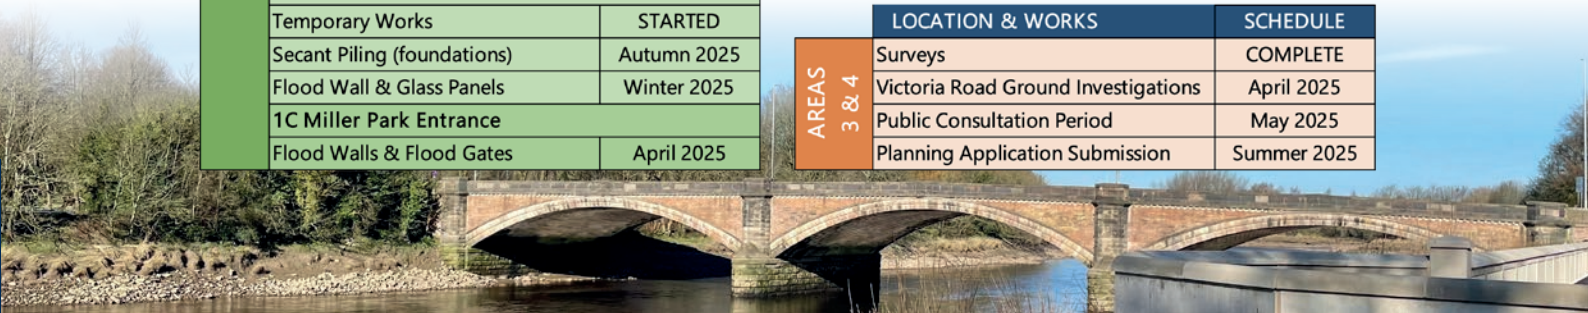 Temporary Works STARTED
Secant Piling (foundations) Autumn 2025
Flood Wall & Glass Panels Winter 2025
1C Miller Park Entrance
Flood Walls & Flood Gates April 2025
LOCATION & WORKS SCHEDULE
AREAS
3 & 4
Surveys COMPLETE
Victoria Road Ground Investigations April 2025
Public Consultation Period May 2025
Planning Application Submission Summer 2025